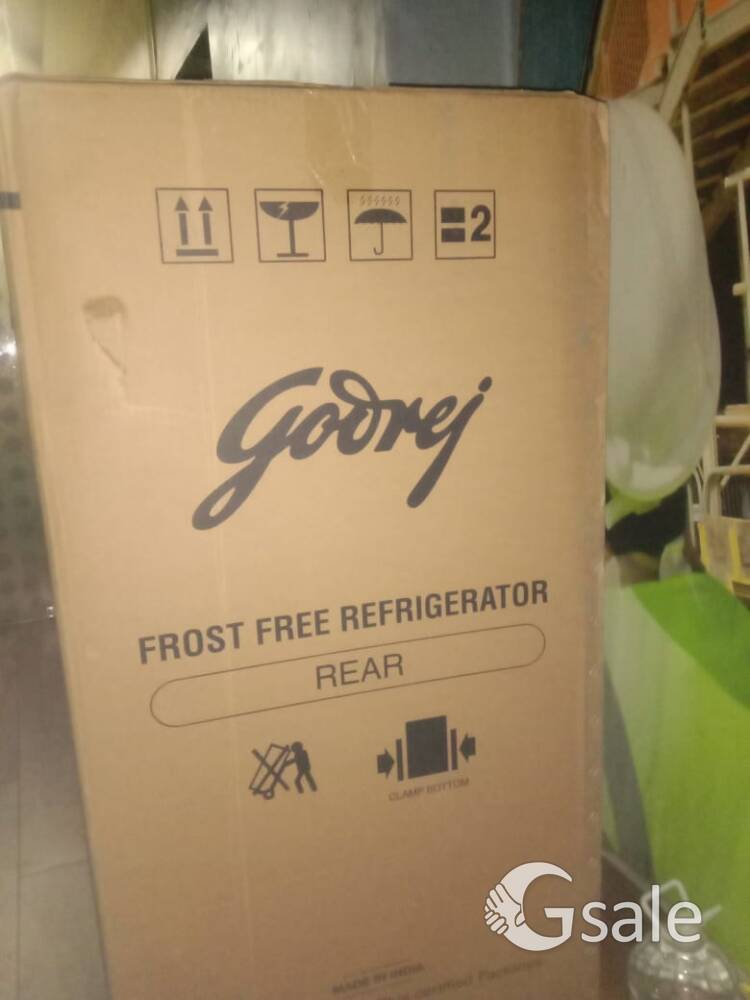 =2
Godrej
FROST FREE REFRIGERATOR
REAR
CLAMP BOTTOM
MADE IN INDIA
Gsale